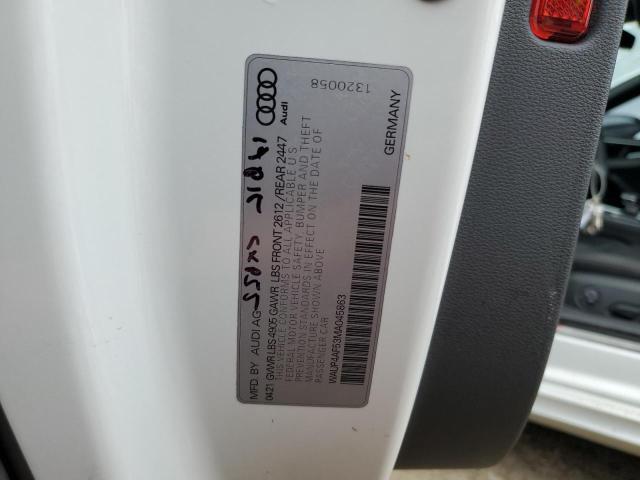 MFD. BY AUDI AG
0421 GVWR LBS 4905 GAWR LBS FRONT 2612 / REAR 2447
THIS VEHICLE CONFORMS TO ALL APPLICABLE U S
FEDERAL MOTOR VEHICLE SAFETY, BUMPER AND THEFT
PREVENTION STANDARDS IN EFFECT ON THE DATE OF
MANUFACTURE SHOWN ABOVE
PASSENGER CAR
WAUP4AF53MA045863
Audi
1320058
GERMANY